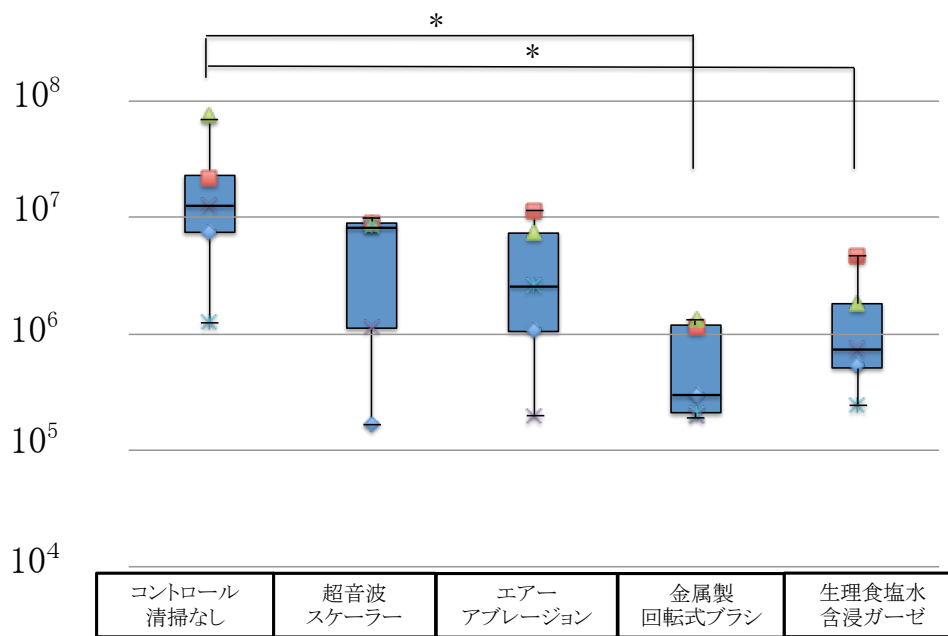 *
*
10⁸
10⁷
10⁶
10⁵
10⁴
コントロール
清掃なし
超音波
スケーラー
エアー
アブレージョン
金属製
回転式ブラシ
生理食塩水
含浸ガーゼ